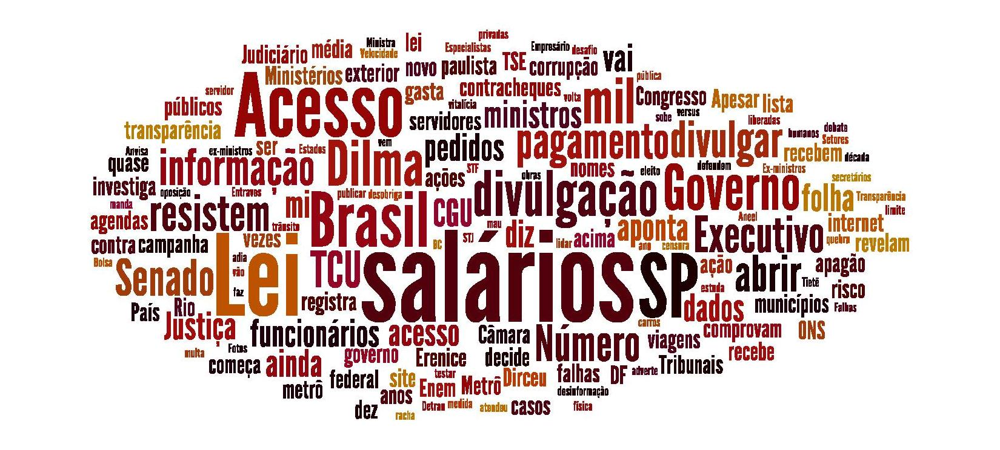 privadas
Judiciário média Ministra Velocidade lei Especialistas Empresário desafio vai
Ministérios exterior novo paulista TSE corrupção pública
servidor Acesso gasta contracheques volta mil Congresso Apesar lista
públicos servidores vitalícia ministros sobe versus liberadas
transparência pagamento divulgar humanos debate Setores
Anvisa ex-ministros ser Estados Dilma vem pedidos recebem década
quase informação ações STF nomes eleito defendem Ex-ministros
investiga oposição Entraves divulgação obras Governo folha secretários Transparência
manda resistem mi publicar desobriga Brasil CGU limite
agendas trânsito mau diz Aneel internet
contra campanha vezes BC STJ lidar acima aponta ano censura Executivo quebra revelam
Bolsa Senado Lei adia vão faz TCU salários SP ação abrir apagão
registra estuda Tietê risco
País Rio dados municípios Falhas
Justiça funcionários acesso Câmara Número carros viagens comprovam ONS
multa Fotos governo Erenice decide recebe
começa ainda testar falhas DF adverte Tribunais
metrô federal site Enem Metrô Dirceu desinformação
dez anos racha Detran medida atendeu casos física